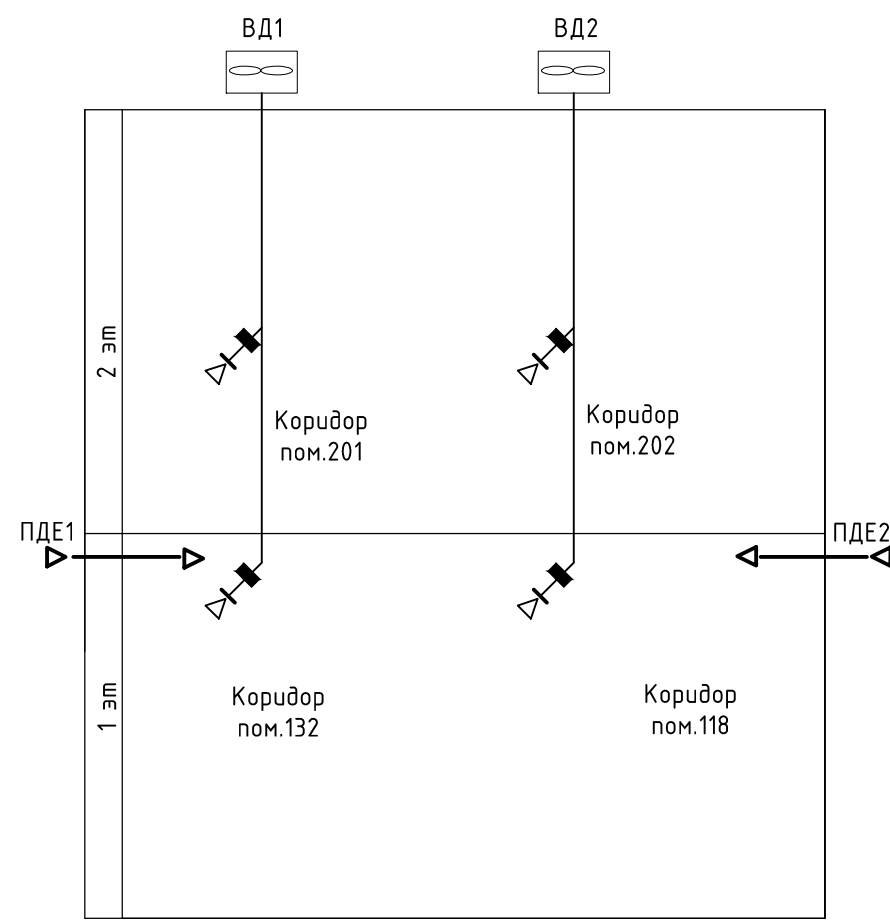 ВД1
ВД2
2 эт
Коридор
пом.201
Коридор
пом.202
ПДЕ1
ПДЕ2
1 эт
Коридор
пом.132
Коридор
пом.118